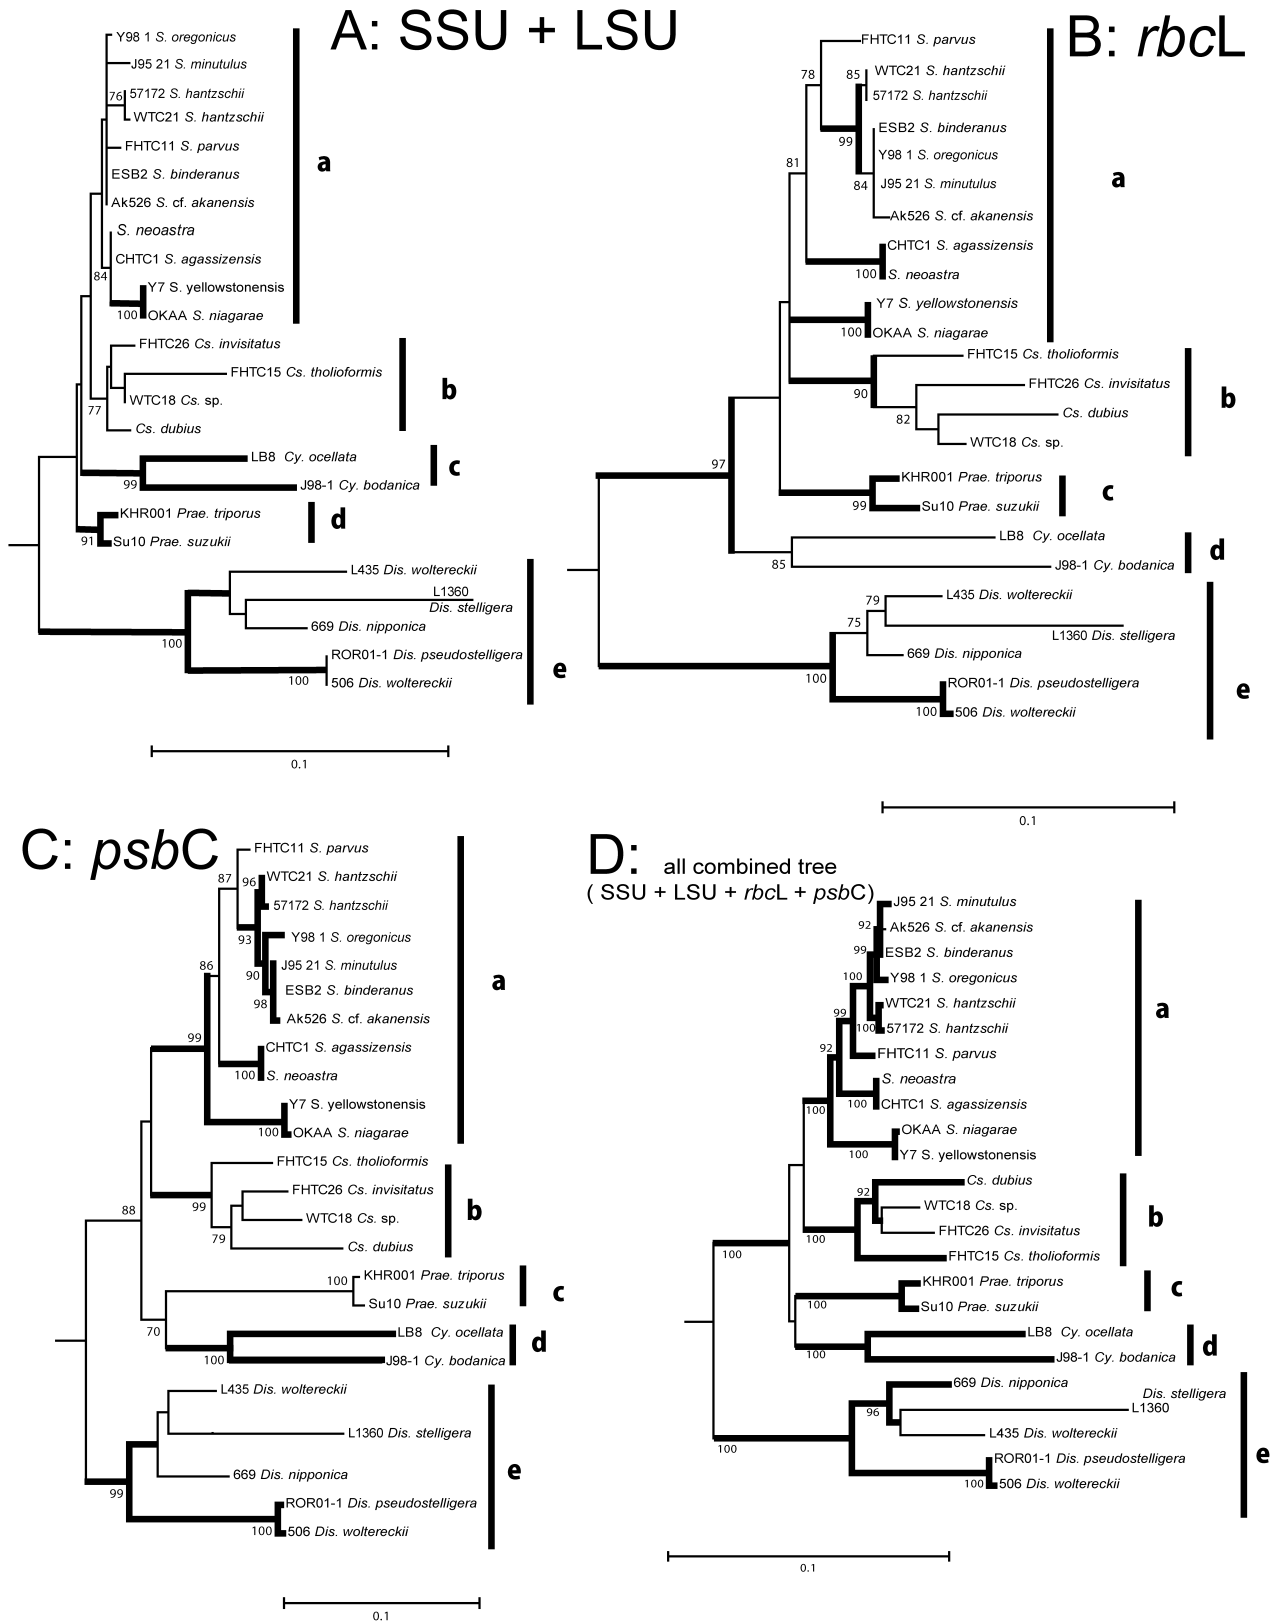 A: SSU + LSU
Y98 1 S. oregonicus
J95 21 S. minutulus
76
57172 S. hantzschii
WTC21 S. hantzschii
FHTC11 S. parvus
a
ESB2 S. binderanus
Ak526 S. cf. akanensis
S. neoastra
CHTC1 S. agassizensis
84
Y7 S. yellowstonensis
100
OKAA S. niagarae
FHTC26 Cs. invisitatus
FHTC15 Cs. tholioformis
b
WTC18 Cs. sp.
77
Cs. dubius
LB8 Cy. ocellata
c
99
J98-1 Cy. bodanica
KHR001 Prae. triporus
d
91
Su10 Prae. suzukii
L435 Dis. woltereckii
L1360
Dis. stelligera
669 Dis. nipponica
100
ROR01-1 Dis. pseudostelligera
e
100
506 Dis. woltereckii
0.1
B: rbcL
FHTC11 S. parvus
78
85
WTC21 S. hantzschii
57172 S. hantzschii
ESB2 S. binderanus
99
Y98 1 S. oregonicus
81
a
84
J95 21 S. minutulus
Ak526 S. cf. akanensis
CHTC1 S. agassizensis
100
S. neoastra
Y7 S. yellowstonensis
100
OKAA S. niagarae
FHTC15 Cs. tholioformis
90
FHTC26 Cs. invisitatus
b
82
Cs. dubius
WTC18 Cs. sp.
97
KHR001 Prae. triporus
c
99
Su10 Prae. suzukii
LB8 Cy. ocellata
d
85
J98-1 Cy. bodanica
79
L435 Dis. woltereckii
75
L1360 Dis. stelligera
669 Dis. nipponica
100
ROR01-1 Dis. pseudostelligera
e
100
506 Dis. woltereckii
0.1
C: psbC
FHTC11 S. parvus
87
96
WTC21 S. hantzschii
57172 S. hantzschii
93
Y98 1 S. oregonicus
86
90
J95 21 S. minutulus
a
98
ESB2 S. binderanus
Ak526 S. cf. akanensis
99
CHTC1 S. agassizensis
100
S. neoastra
Y7 S. yellowstonensis
100
OKAA S. niagarae
FHTC15 Cs. tholioformis
99
FHTC26 Cs. invisitatus
b
88
WTC18 Cs. sp.
79
Cs. dubius
100
KHR001 Prae. triporus
c
Su10 Prae. suzukii
70
LB8 Cy. ocellata
d
100
J98-1 Cy. bodanica
L435 Dis. woltereckii
L1360 Dis. stelligera
669 Dis. nipponica
e
99
ROR01-1 Dis. pseudostelligera
100
506 Dis. woltereckii
0.1
D: all combined tree
( SSU + LSU + rbcL + psbC)
J95 21 S. minutulus
92
Ak526 S. cf. akanensis
99
ESB2 S. binderanus
100
Y98 1 S. oregonicus
WTC21 S. hantzschii
a
99
100
57172 S. hantzschii
92
FHTC11 S. parvus
S. neoastra
100
100
CHTC1 S. agassizensis
OKAA S. niagarae
100
Y7 S. yellowstonensis
Cs. dubius
92
WTC18 Cs. sp.
b
100
FHTC26 Cs. invisitatus
100
FHTC15 Cs. tholioformis
KHR001 Prae. triporus
c
100
Su10 Prae. suzukii
LB8 Cy. ocellata
d
100
J98-1 Cy. bodanica
669 Dis. nipponica
Dis. stelligera
96
L1360
100
L435 Dis. woltereckii
e
ROR01-1 Dis. pseudostelligera
100
506 Dis. woltereckii
0.1